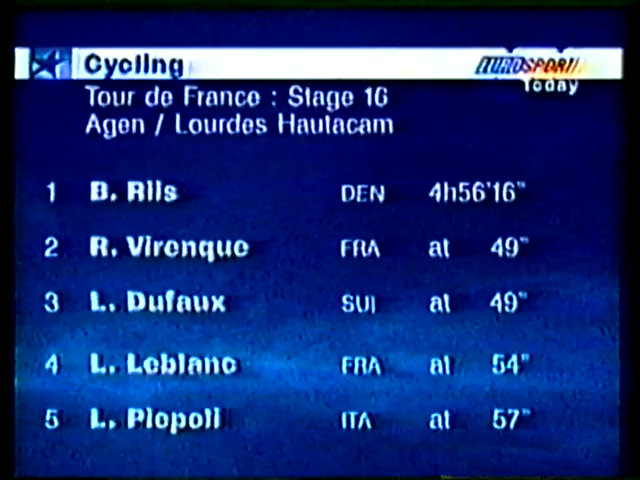 Cycling EUROSPORT
Today
Tour de France : Stage 16
Agen / Lourdes Hautacam
1 B. Riis DEN 4h56'16"
2 R. Virenque FRA at 49"
3 L. Dufaux SUI at 49"
4 L. Leblanc FRA at 54"
5 L. Piepoli ITA at 57"